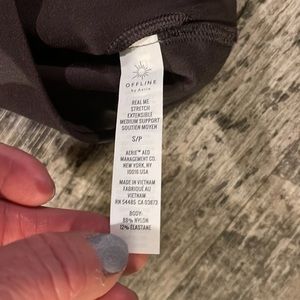 OFFLINE
by Aerie
REAL ME
STRETCH
EXTENSIBLE
MEDIUM SUPPORT
SOUTIEN MOYEN
S/P
AERIE™ AEO
MANAGEMENT CO.
NEW YORK, NY
10016 USA
MADE IN VIETNAM
FABRIQUÉ AU
VIETNAM
RN 54485 CA 03873
BODY:
88% NYLON
12% ELASTANE